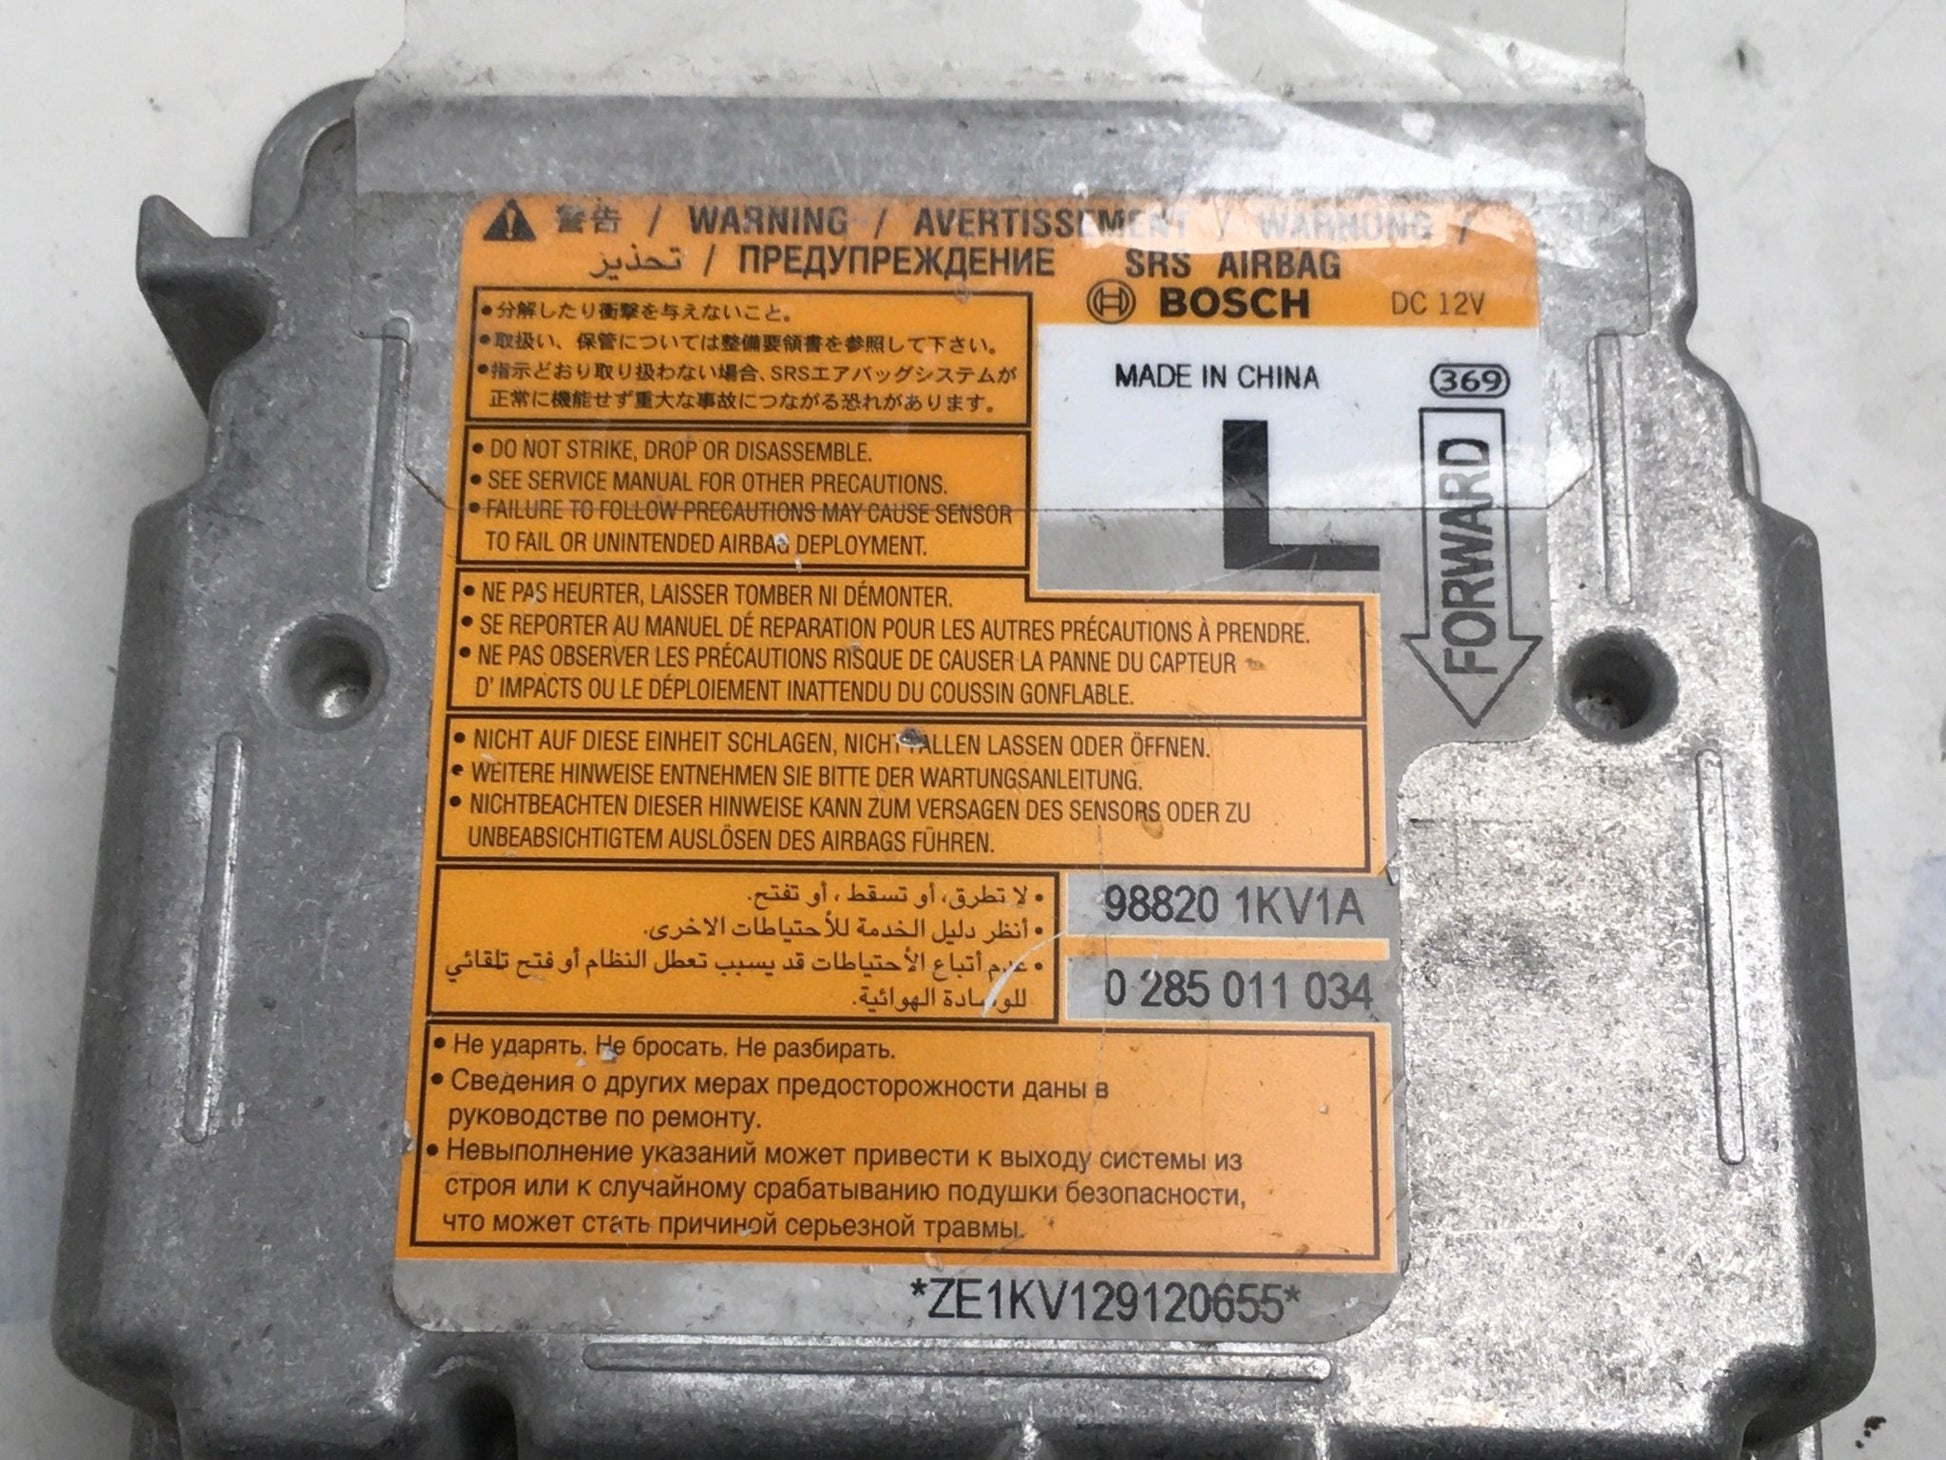 警告 / WARNING / AVERTISSEMENT / WARNUNG /
تحذير / ПРЕДУПРЕЖДЕНИЕ SRS AIRBAG
BOSCH DC 12V
•分解したり衝撃を与えないこと。
•取扱い、保管については整備要領書を参照して下さい。
•指示どおり取り扱わない場合、SRSエアバッグシステムが
正常に機能せず重大な事故につながる恐れがあります。
MADE IN CHINA
369
L
FORWARD
• DO NOT STRIKE, DROP OR DISASSEMBLE.
• SEE SERVICE MANUAL FOR OTHER PRECAUTIONS.
• FAILURE TO FOLLOW PRECAUTIONS MAY CAUSE SENSOR
TO FAIL OR UNINTENDED AIRBAG DEPLOYMENT.
• NE PAS HEURTER, LAISSER TOMBER NI DÉMONTER.
• SE REPORTER AU MANUEL DÉ REPARATION POUR LES AUTRES PRÉCAUTIONS À PRENDRE.
• NE PAS OBSERVER LES PRÉCAUTIONS RISQUE DE CAUSER LA PANNE DU CAPTEUR
D' IMPACTS OU LE DÉPLOIEMENT INATTENDU DU COUSSIN GONFLABLE.
• NICHT AUF DIESE EINHEIT SCHLAGEN, NICHT FALLEN LASSEN ODER ÖFFNEN.
• WEITERE HINWEISE ENTNEHMEN SIE BITTE DER WARTUNGSANLEITUNG.
• NICHTBEACHTEN DIESER HINWEISE KANN ZUM VERSAGEN DES SENSORS ODER ZU
UNBEABSICHTIGTEM AUSLÖSEN DES AIRBAGS FÜHREN.
• لا تطرق، أو تسقط ، أو تفتح.
• أنظر دليل الخدمة للأحتياطات الاخرى.
• عدم أتباع الأحتياطات قد يسبب تعطل النظام أو فتح تلقائي
للوسادة الهوائية.
98820 1KV1A
0 285 011 034
• Не ударять. Не бросать. Не разбирать.
• Сведения о других мерах предосторожности даны в
руководстве по ремонту.
• Невыполнение указаний может привести к выходу системы из
строя или к случайному срабатыванию подушки безопасности,
что может стать причиной серьезной травмы.
*ZE1KV129120655*